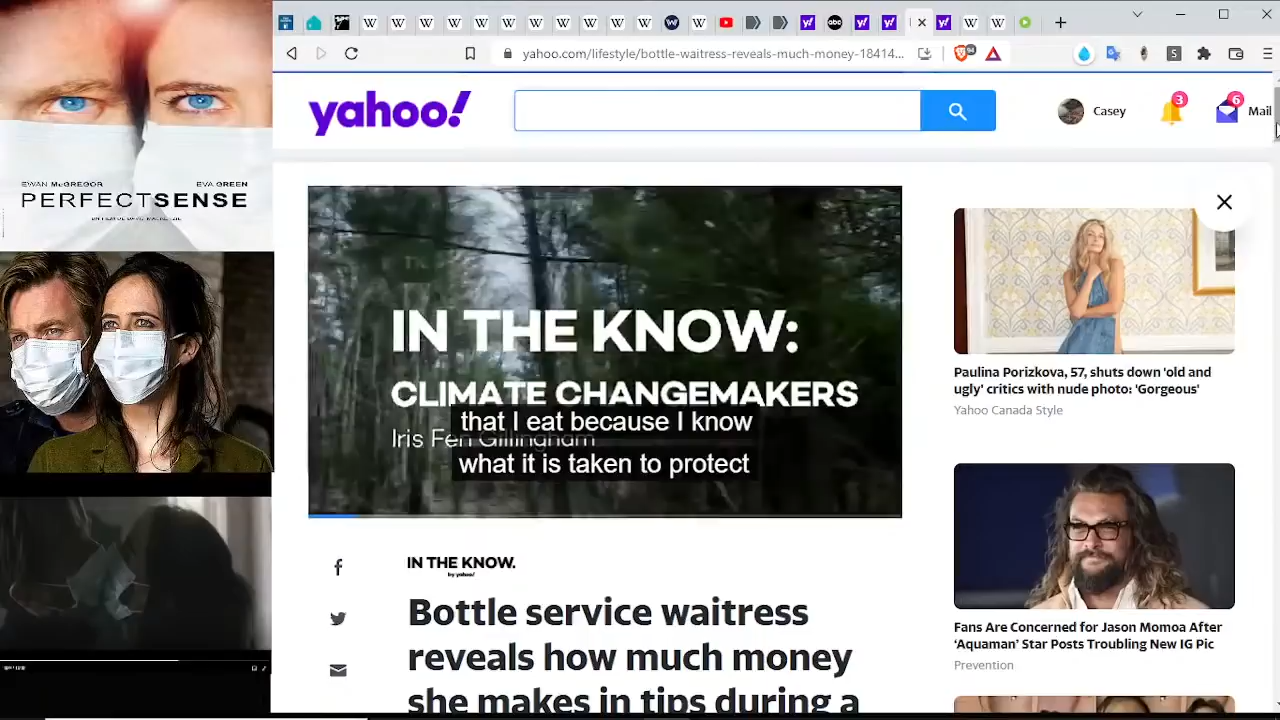 EWAN McGREGOR EVA GREEN
PERFECTSENSE
yahoo.com/lifestyle/bottle-waitress-reveals-much-money-18414...
yahoo!
Casey
3
6
Mail
IN THE KNOW:
CLIMATE CHANGEMAKERS
Iris Fen Gillingham
that I eat because I know
what it is taken to protect
IN THE KNOW.
by yahoo!
Bottle service waitress
reveals how much money
she makes in tips during a
Paulina Porizkova, 57, shuts down 'old and
ugly' critics with nude photo: 'Gorgeous'
Yahoo Canada Style
Fans Are Concerned for Jason Momoa After
‘Aquaman’ Star Posts Troubling New IG Pic
Prevention